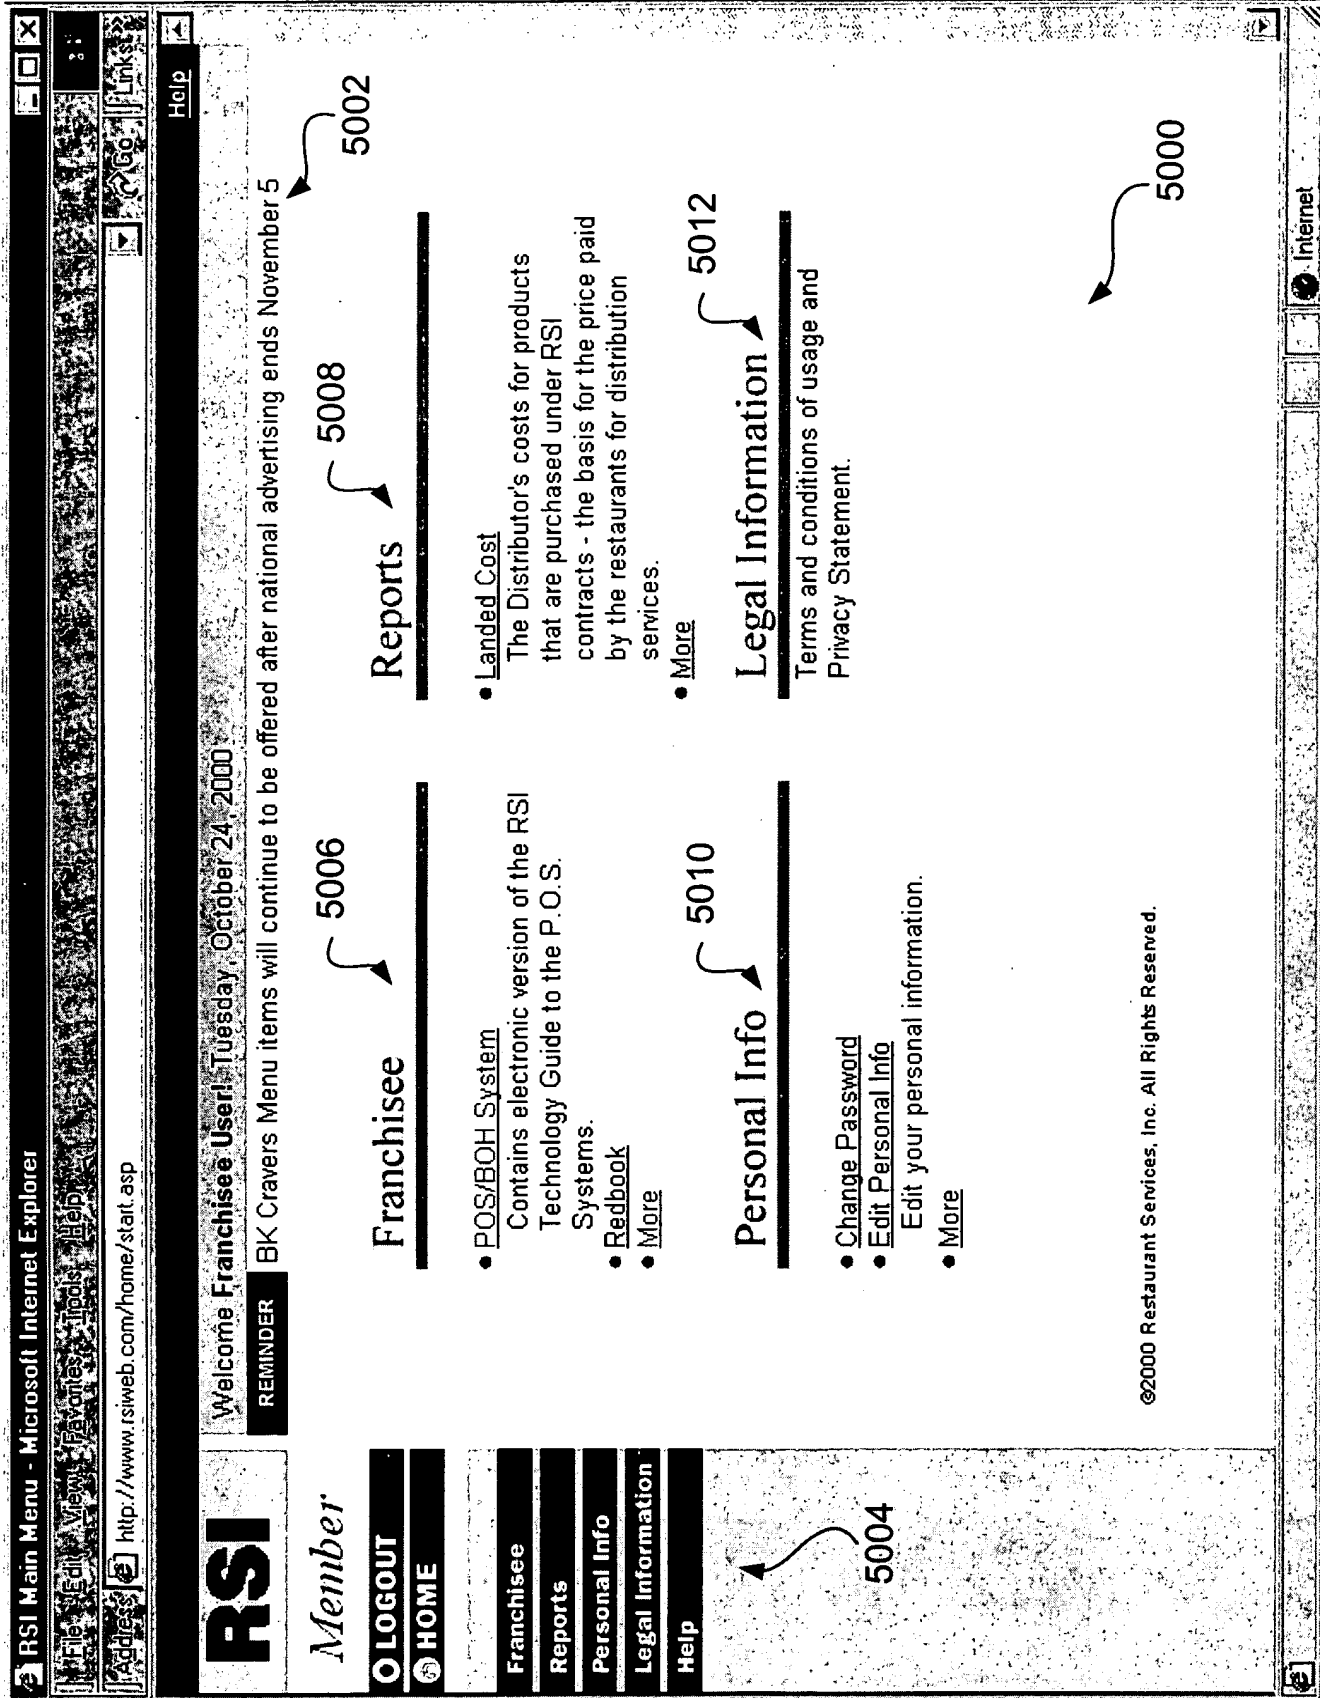 RSI Main Menu - Microsoft Internet Explorer
File Edit View Favorites Tools Help
Address http://www.rsiweb.com/home/start.asp Go Links »
Help
RSI
Welcome Franchisee User! Tuesday, October 24, 2000
REMINDER BK Cravers Menu items will continue to be offered after national advertising ends November 5
5002
Member
LOGOUT
HOME
Franchisee
Reports
Personal Info
Legal Information
Help
5004
Franchisee
5006
• POS/BOH System
Contains electronic version of the RSI
Technology Guide to the P.O.S.
Systems.
• Redbook
• More
Reports
5008
• Landed Cost
The Distributor's costs for products
that are purchased under RSI
contracts - the basis for the price paid
by the restaurants for distribution
services.
• More
Personal Info
5010
• Change Password
• Edit Personal Info
Edit your personal information.
• More
Legal Information
5012
Terms and conditions of usage and
Privacy Statement.
5000
©2000 Restaurant Services, Inc. All Rights Reserved.
Internet